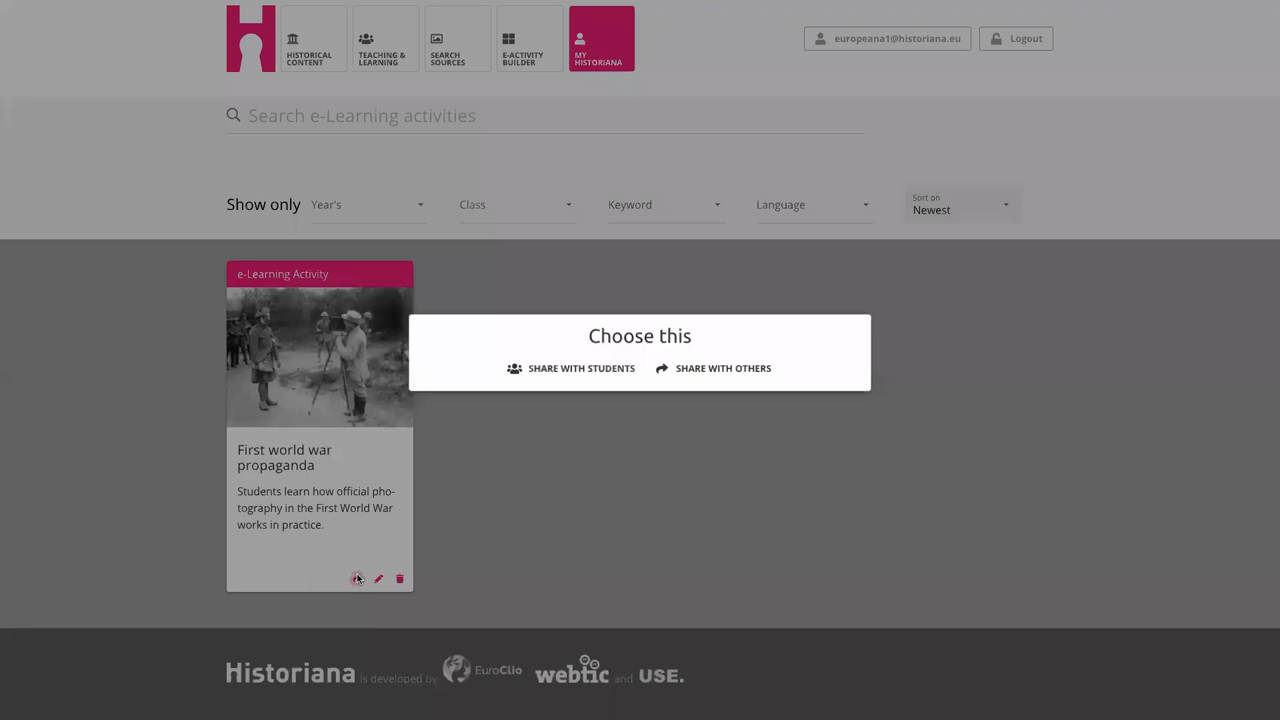 HISTORICAL
CONTENT
TEACHING &
LEARNING
SEARCH
SOURCES
E-ACTIVITY
BUILDER
MY
HISTORIANA
europeana1@historiana.eu
Logout
Search e-Learning activities
Show only
Year's
Class
Keyword
Language
Sort on
Newest
e-Learning Activity
Choose this
SHARE WITH STUDENTS
SHARE WITH OTHERS
First world war
propaganda
Students learn how official pho-
tography in the First World War
works in practice.
Historiana is developed by EuroClio webtic and USE.